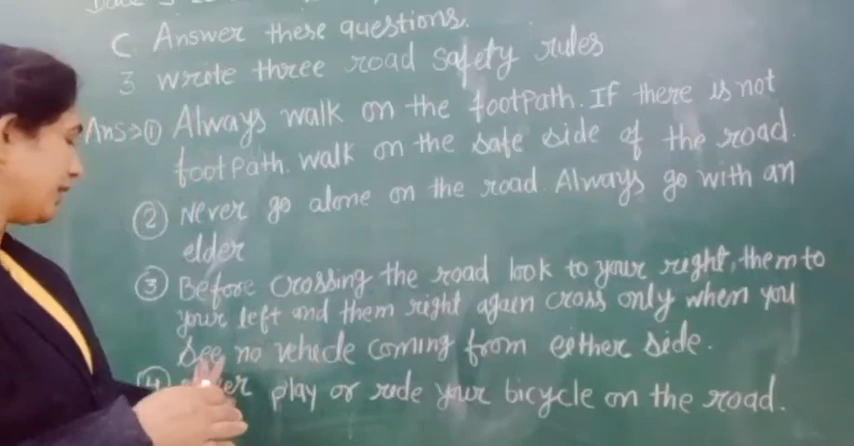 C Answer these questions.
3 Write three road safety rules
Ans→① Always walk on the footpath. If there is not
footpath. walk on the safe side of the road.
② Never go alone on the road. Always go with an
elder
③ Before crossing the road look to your right, them to
your left and them right again cross only when you
see no vehicle coming from either side.
④ play or ride your bicycle on the road.